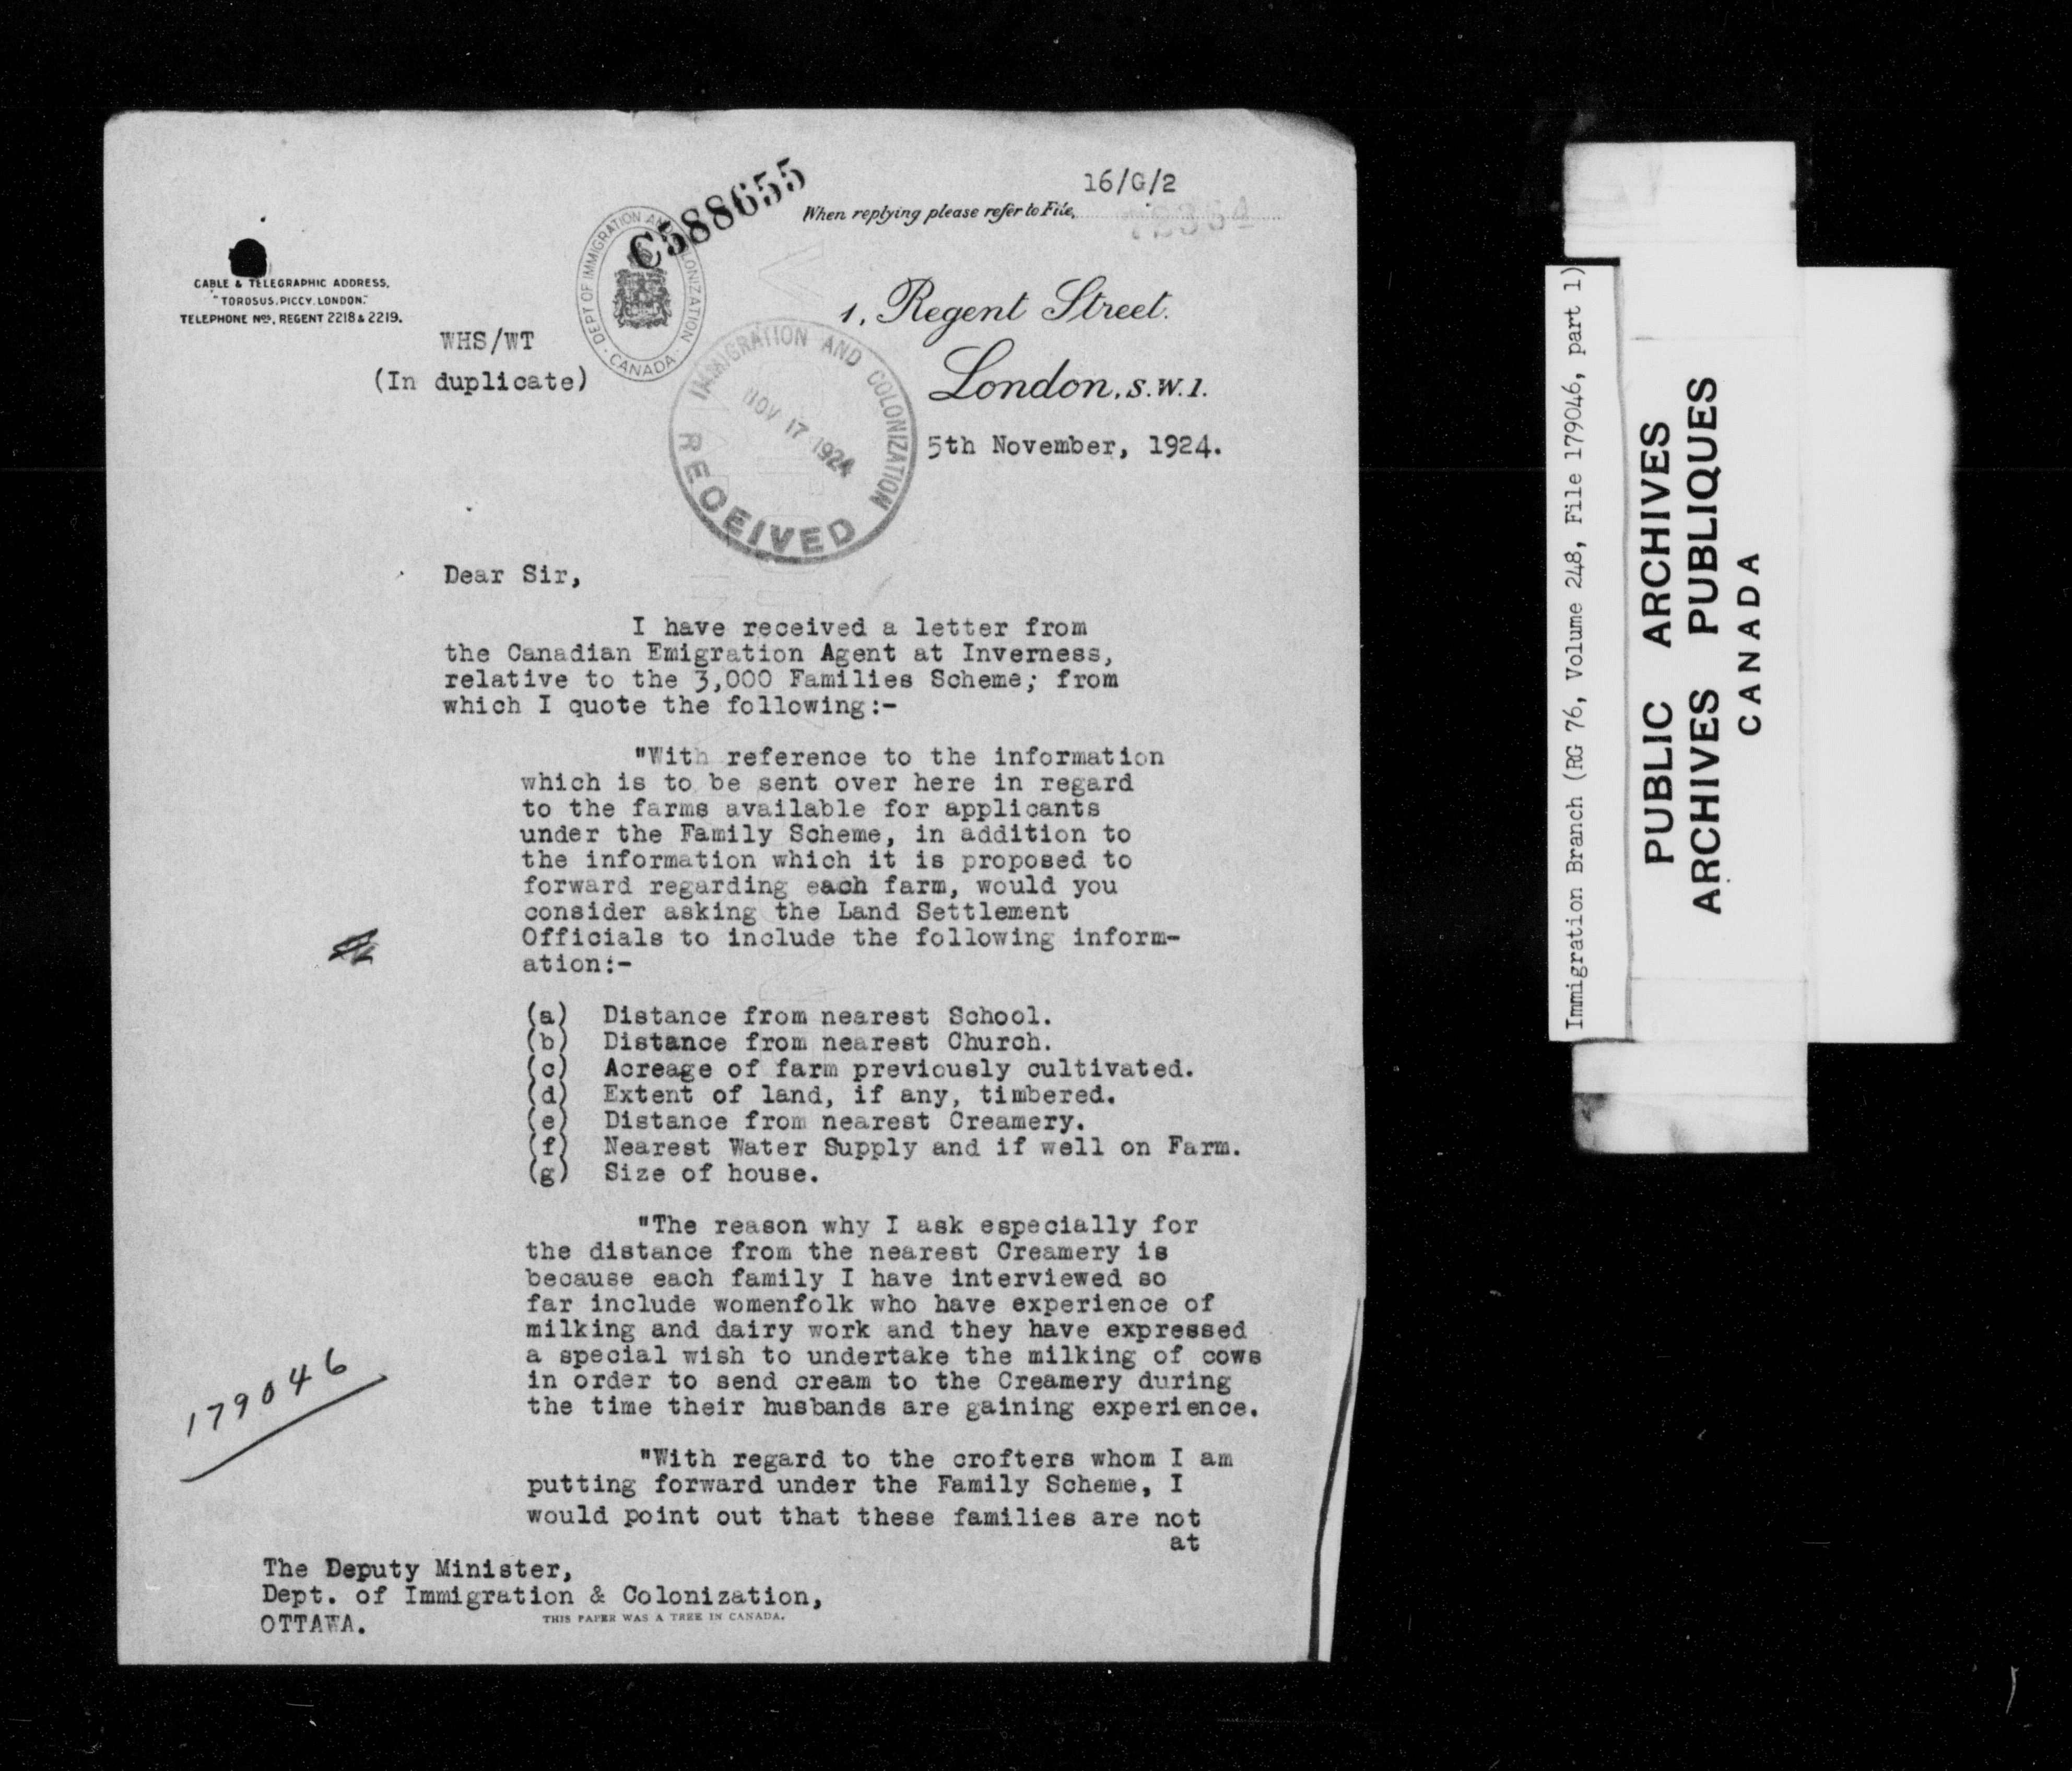 C588655
16/G/2
When replying please refer to File,
DEPT OF IMMIGRATION AND COLONIZATION · CANADA ·
CABLE & TELEGRAPHIC ADDRESS,
"TOROSUS. PICCY. LONDON."
TELEPHONE Nos, REGENT 2218 & 2219.
1, Regent Street.
London, S.W.1.
WHS/WT
(In duplicate)
IMMIGRATION AND COLONIZATION
NOV 17 1924
RECEIVED
5th November, 1924.
Dear Sir,
I have received a letter from
the Canadian Emigration Agent at Inverness,
relative to the 3,000 Families Scheme; from
which I quote the following:-
"With reference to the information
which is to be sent over here in regard
to the farms available for applicants
under the Family Scheme, in addition to
the information which it is proposed to
forward regarding each farm, would you
consider asking the Land Settlement
Officials to include the following inform-
ation:-
(a) Distance from nearest School.
(b) Distance from nearest Church.
(c) Acreage of farm previously cultivated.
(d) Extent of land, if any, timbered.
(e) Distance from nearest Creamery.
(f) Nearest Water Supply and if well on Farm.
(g) Size of house.
"The reason why I ask especially for
the distance from the nearest Creamery is
because each family I have interviewed so
far include womenfolk who have experience of
milking and dairy work and they have expressed
a special wish to undertake the milking of cows
in order to send cream to the Creamery during
the time their husbands are gaining experience.
179046
"With regard to the crofters whom I am
putting forward under the Family Scheme, I
would point out that these families are not
at
The Deputy Minister,
Dept. of Immigration & Colonization,
OTTAWA.
THIS PAPER WAS A TREE IN CANADA.
Immigration Branch (RG 76, Volume 248, File 179046, part 1)
PUBLIC ARCHIVES
ARCHIVES PUBLIQUES
CANADA